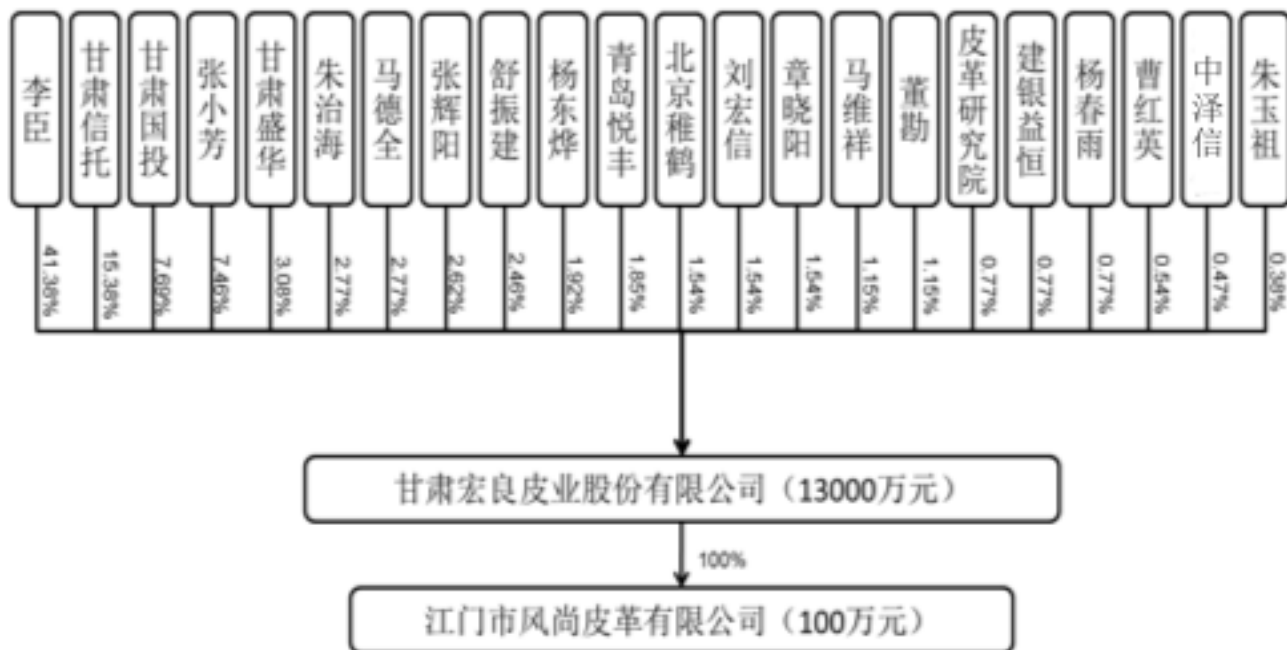 李臣
甘肃信托
甘肃国投
张小芳
甘肃盛华
朱治海
马德全
张辉阳
舒振建
杨东烨
青岛悦丰
北京稚鹤
刘宏信
章晓阳
马维祥
董勘
皮革研究院
建银益恒
杨春雨
曹红英
中泽信
朱玉祖
41.38%
15.38%
7.69%
7.46%
3.08%
2.77%
2.77%
2.62%
2.46%
1.92%
1.85%
1.54%
1.54%
1.54%
1.15%
1.15%
0.77%
0.77%
0.77%
0.54%
0.47%
0.38%
甘肃宏良皮业股份有限公司（13000万元）
100%
江门市风尚皮革有限公司（100万元）